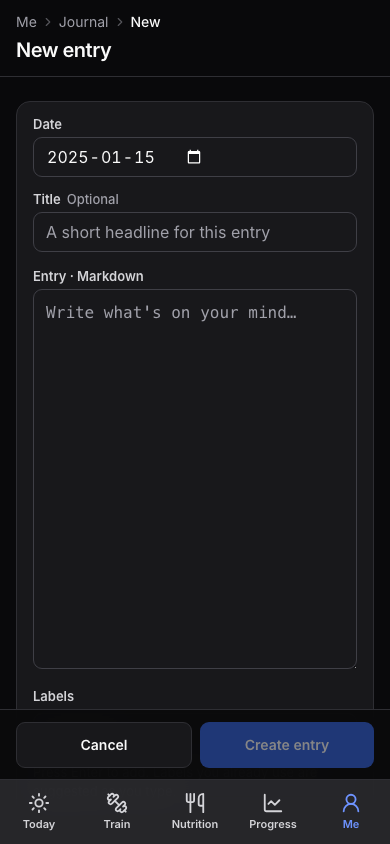 Me > Journal > New
New entry
Date
2025-01-15
Title Optional
A short headline for this entry
Entry · Markdown
Write what's on your mind…
Labels
Cancel
Create entry
Today
Train
Nutrition
Progress
Me